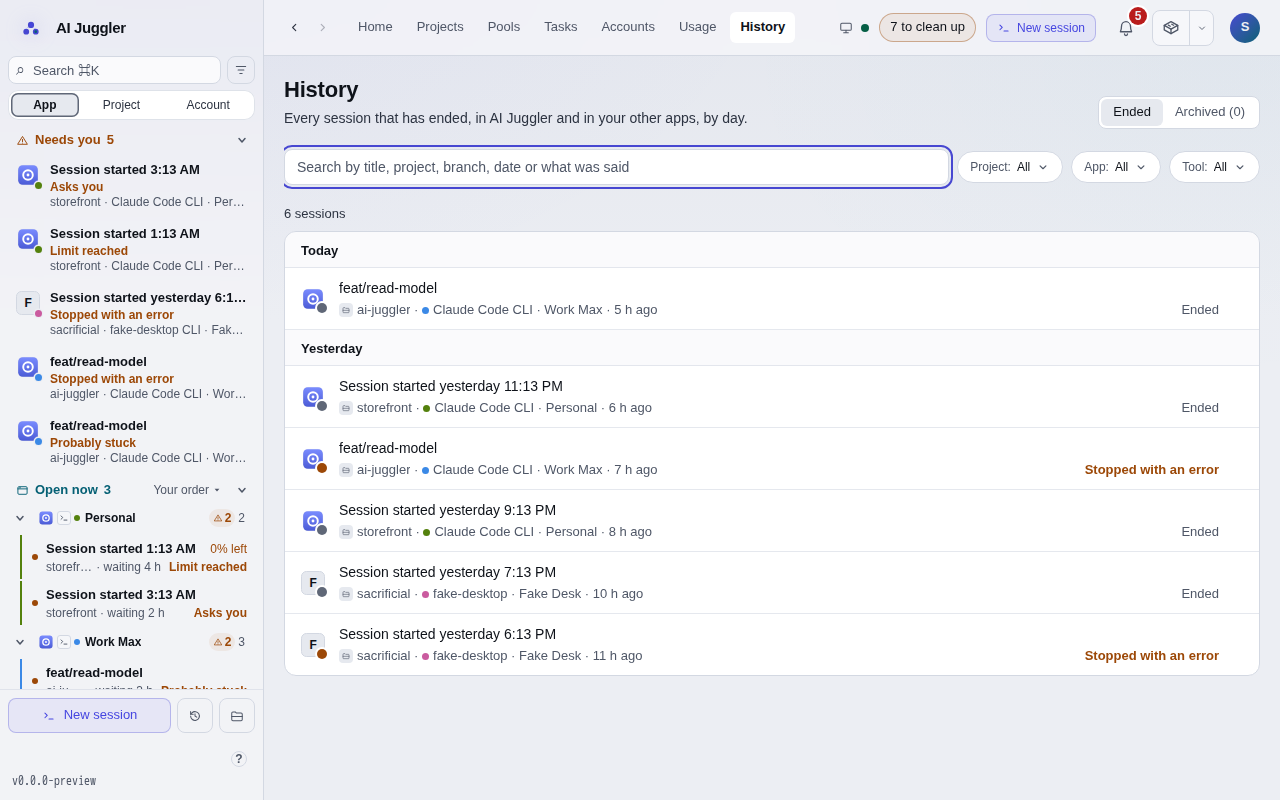 AI Juggler
Search ⌘K
App Project Account
Needs you 5
Session started 3:13 AM
Asks you
storefront · Claude Code CLI · Per…
Session started 1:13 AM
Limit reached
storefront · Claude Code CLI · Per…
F
Session started yesterday 6:1…
Stopped with an error
sacrificial · fake-desktop CLI · Fak…
feat/read-model
Stopped with an error
ai-juggler · Claude Code CLI · Wor…
feat/read-model
Probably stuck
ai-juggler · Claude Code CLI · Wor…
Open now 3 Your order
Personal 2 2
Session started 1:13 AM 0% left
storefr… · waiting 4 h Limit reached
Session started 3:13 AM
storefront · waiting 2 h Asks you
Work Max 2 3
feat/read-model
Probably stuck
New session
?
v0.0.0-preview
Home Projects Pools Tasks Accounts Usage History
7 to clean up
New session
5
S
History
Every session that has ended, in AI Juggler and in your other apps, by day.
Ended Archived (0)
Search by title, project, branch, date or what was said
Project: All App: All Tool: All
6 sessions
Today
feat/read-model
ai-juggler · Claude Code CLI · Work Max · 5 h ago Ended
Yesterday
Session started yesterday 11:13 PM
storefront · Claude Code CLI · Personal · 6 h ago Ended
feat/read-model
ai-juggler · Claude Code CLI · Work Max · 7 h ago Stopped with an error
Session started yesterday 9:13 PM
storefront · Claude Code CLI · Personal · 8 h ago Ended
F
Session started yesterday 7:13 PM
sacrificial · fake-desktop · Fake Desk · 10 h ago Ended
F
Session started yesterday 6:13 PM
sacrificial · fake-desktop · Fake Desk · 11 h ago Stopped with an error